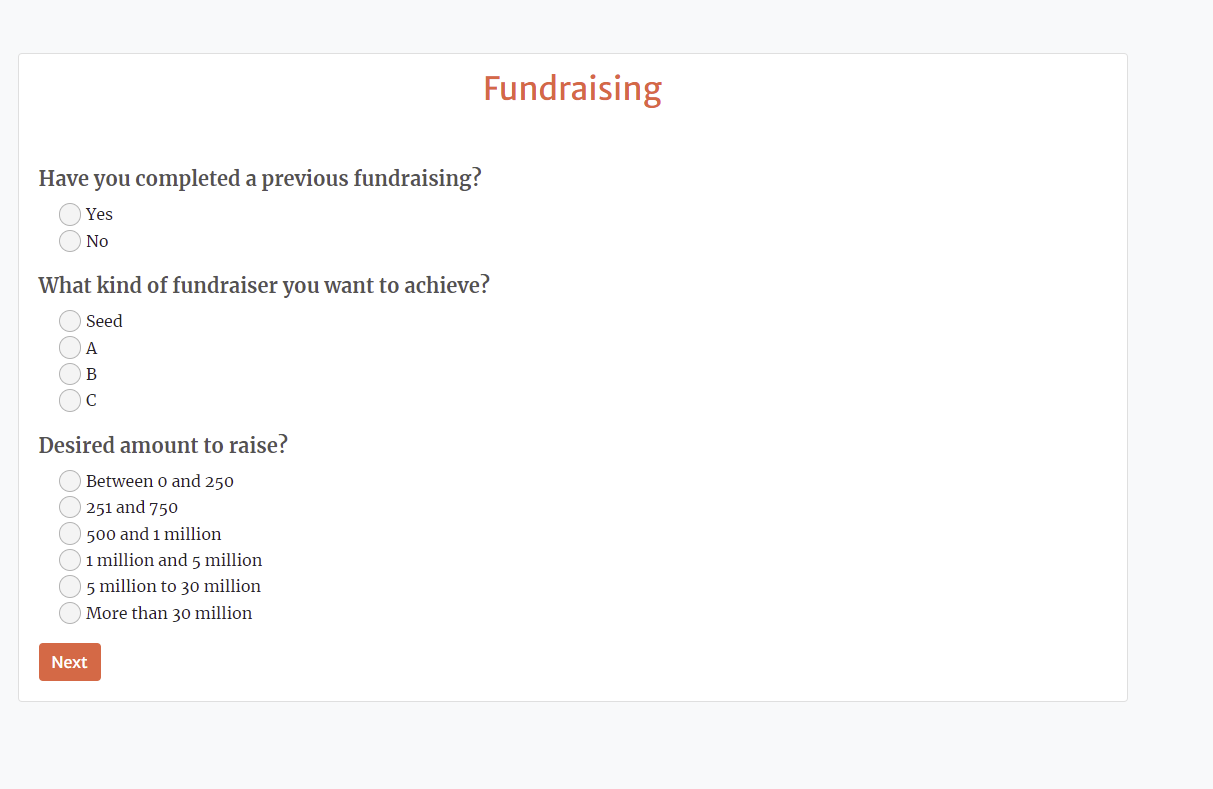 Fundraising
Have you completed a previous fundraising?
Yes
No
What kind of fundraiser you want to achieve?
Seed
A
B
C
Desired amount to raise?
Between 0 and 250
251 and 750
500 and 1 million
1 million and 5 million
5 million to 30 million
More than 30 million
Next